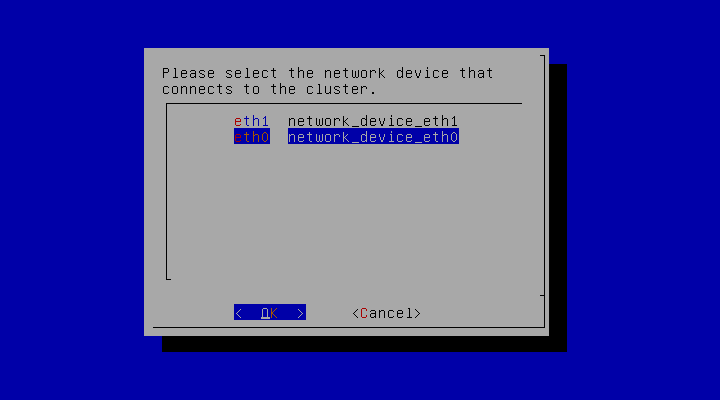 Please select the network device that
connects to the cluster.
eth1 network_device_eth1
eth0 network_device_eth0
< OK > <Cancel>